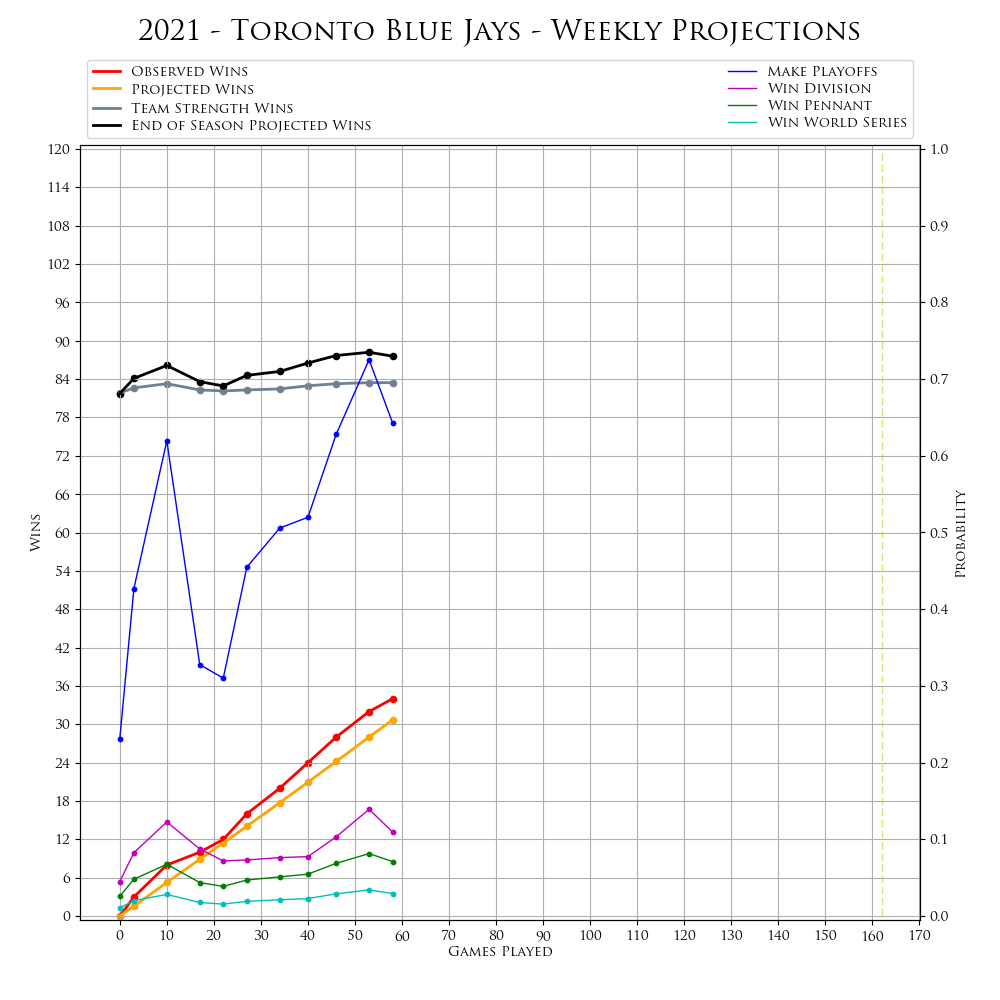 2021 - Toronto Blue Jays - Weekly Projections
Observed Wins
Projected Wins
Team Strength Wins
End of Season Projected Wins
Make Playoffs
Win Division
Win Pennant
Win World Series
120
114
108
102
96
90
84
78
72
66
60
54
48
42
36
30
24
18
12
6
0
Wins
1.0
0.9
0.8
0.7
0.6
0.5
0.4
0.3
0.2
0.1
0.0
Probability
0 10 20 30 40 50 60 70 80 90 100 110 120 130 140 150 160 170
Games Played